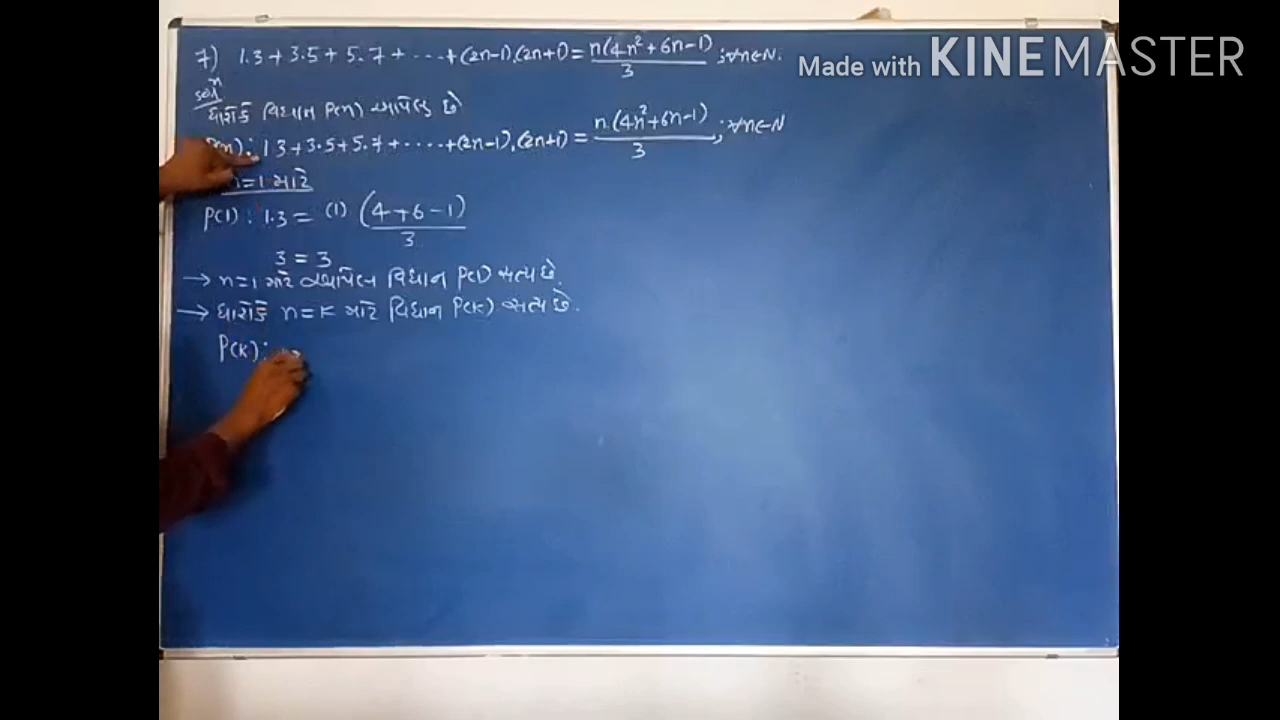 Made with KINEMASTER
7) 1.3 + 3.5 + 5.7 + ..... + (2n-1).(2n+1) = n(4n²+6n-1)/3 ; ∀n∈N.
solⁿ
ધારોકે વિધાન P(n) આપેલ છે
P(n): 1.3 + 3.5 + 5.7 + ..... + (2n-1).(2n+1) = n.(4n²+6n-1)/3 ; ∀n∈N
n=1 માટે
P(1) : 1.3 = (1) (4+6-1)/3
3 = 3
→ n=1 માટે આપેલ વિધાન P(1) સત્ય છે.
→ ધારોકે n=k માટે વિધાન P(k) સત્ય છે.
P(k):